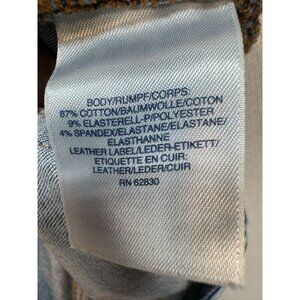 BODY/RUMPF/CORPS:
87% COTTON/BAUMWOLLE/COTON
9% ELASTERELL-P/POLYESTER
4% SPANDEX/ELASTANE/ELASTANE/
ELASTHANNE
LEATHER LABEL/LEDER-ETIKETT/
ETIQUETTE EN CUIR:
LEATHER/LEDER/CUIR
RN 62830